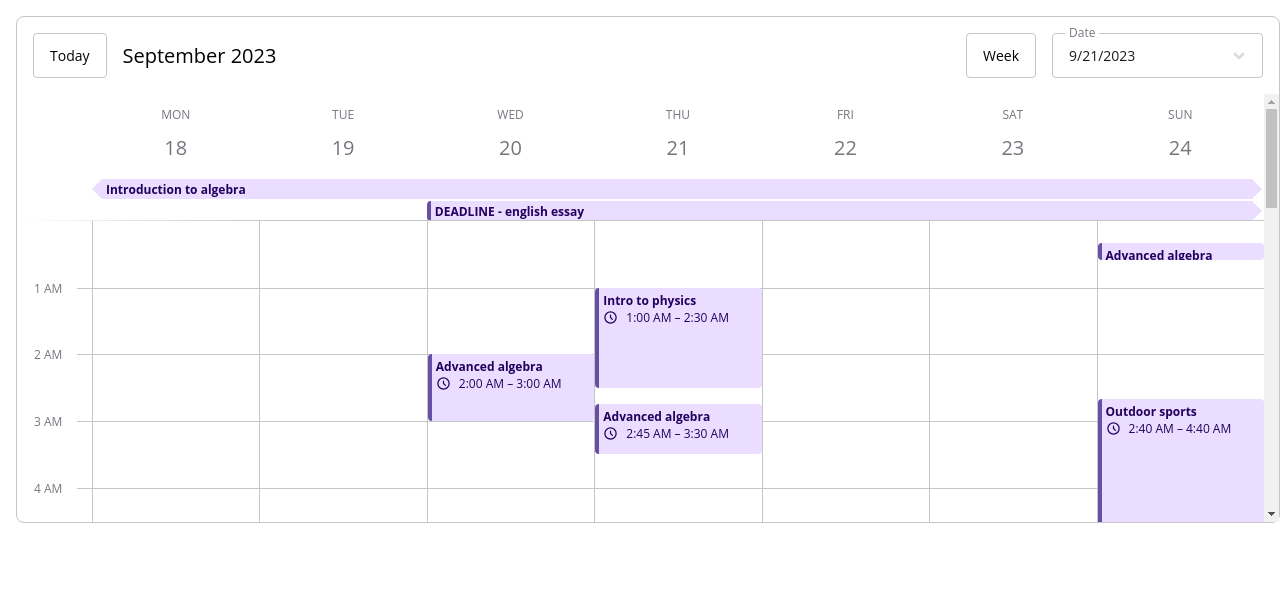 Today
September 2023
Week
Date
9/21/2023
MON
TUE
WED
THU
FRI
SAT
SUN
18
19
20
21
22
23
24
Introduction to algebra
DEADLINE - english essay
Advanced algebra
1 AM
Intro to physics
1:00 AM – 2:30 AM
2 AM
Advanced algebra
2:00 AM – 3:00 AM
Advanced algebra
2:45 AM – 3:30 AM
Outdoor sports
2:40 AM – 4:40 AM
3 AM
4 AM